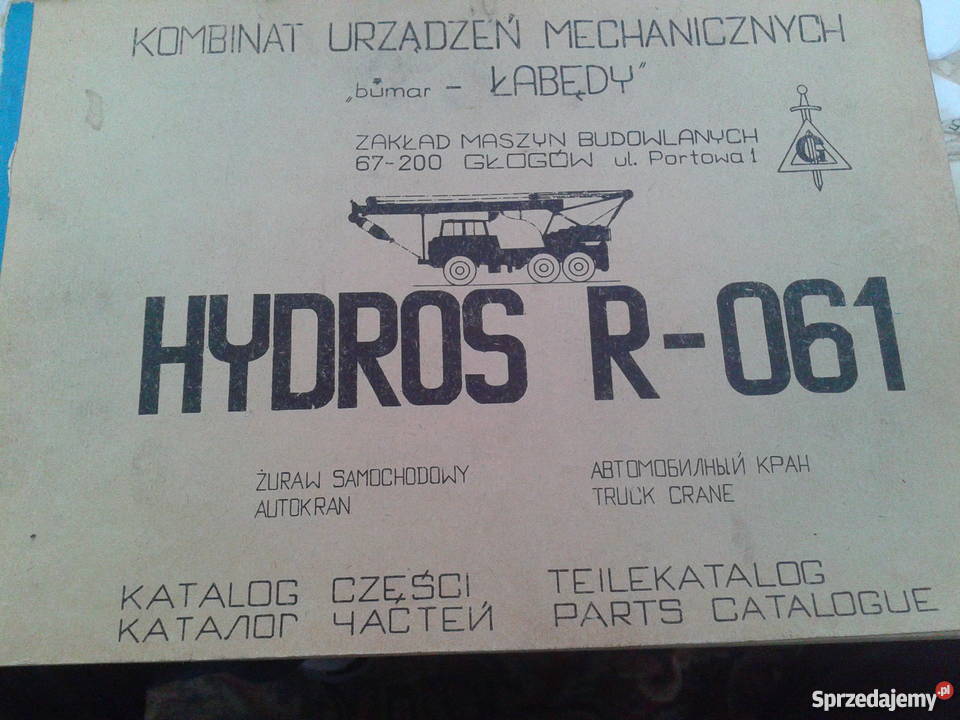 KOMBINAT URZĄDZEŃ MECHANICZNYCH
„bumar - ŁABĘDY"
ZAKŁAD MASZYN BUDOWLANYCH
67-200 GŁOGÓW ul. Portowa 1
G
HYDROS R-061
ŻURAW SAMOCHODOWY
AUTOKRAN
АВТОМОБИЛНЫЙ КРАН
TRUCK CRANE
KATALOG CZĘŚCI
КАТАЛОГ ЧАСТЕЙ
TEILEKATALOG
PARTS CATALOGUE
Sprzedajemy.pl